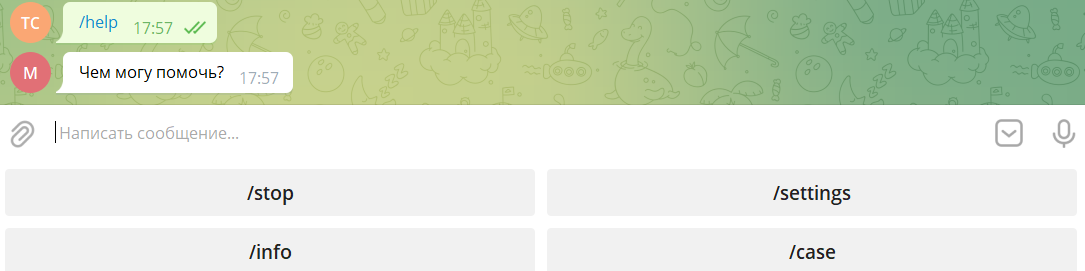 TC
/help 17:57
M
Чем могу помочь? 17:57
Написать сообщение...
/stop /settings
/info /case